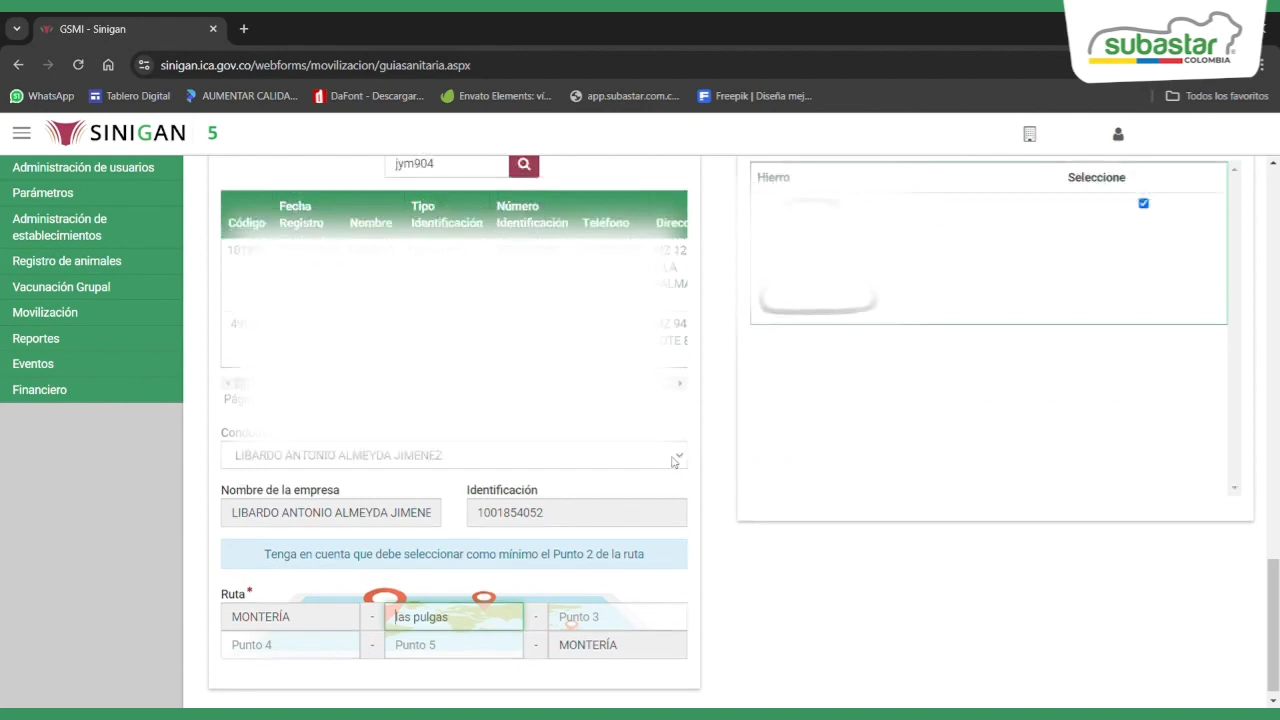 GSMI - Sinigan
subastar
COLOMBIA
sinigan.ica.gov.co/webforms/movilizacion/guiasanitaria.aspx
WhatsApp
Tablero Digital
AUMENTAR CALIDA...
DaFont - Descargar...
Envato Elements: vi...
app.subastar.com.c...
Freepik | Diseña mej...
Todos los favoritos
SINIGAN 5
Administración de usuarios
Parámetros
Administración de
establecimientos
Registro de animales
Vacunación Grupal
Movilización
Reportes
Eventos
Financiero
jym904
Código
Fecha
Registro
Nombre
Tipo
Identificación
Número
Identificación
Teléfono
Direcc
LIBARDO ANTONIO ALMEYDA JIMENEZ
Nombre de la empresa
Identificación
LIBARDO ANTONIO ALMEYDA JIMENE
1001854052
Tenga en cuenta que debe seleccionar como mínimo el Punto 2 de la ruta
Ruta*
MONTERÍA - las pulgas - Punto 3
Punto 4 - Punto 5 - MONTERÍA
Hierro
Seleccione